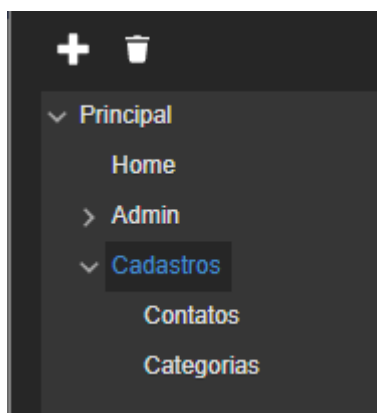 Principal
Home
Admin
Cadastros
Contatos
Categorias